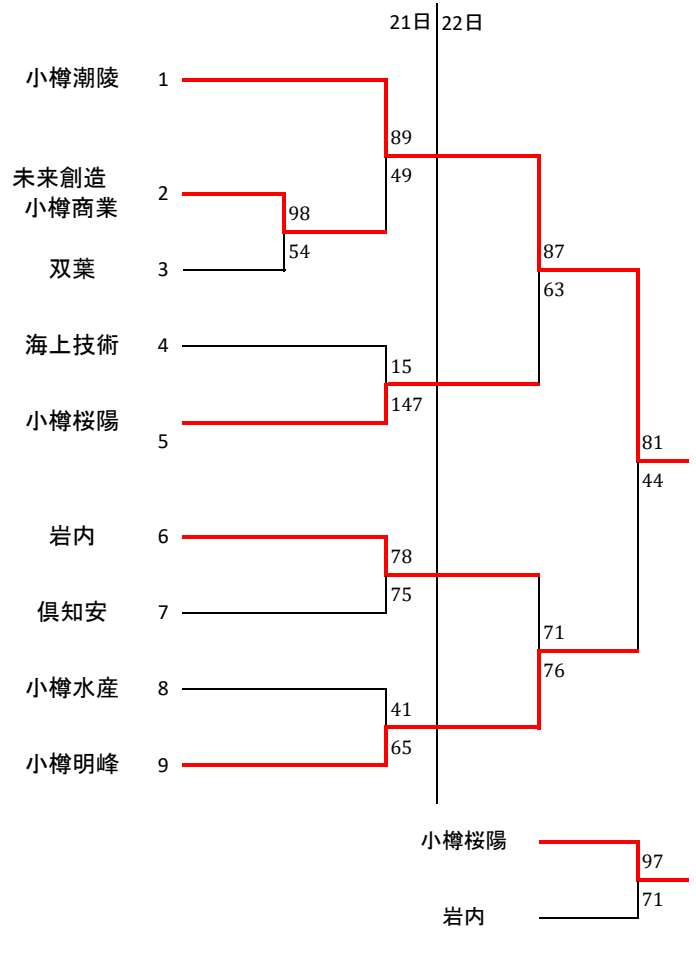 21日 22日
小樽潮陵 1
89
49
未来創造
小樽商業 2
98
54
双葉 3
87
63
海上技術 4
15
147
小樽桜陽 5
81
44
岩内 6
78
75
倶知安 7
71
76
小樽水産 8
41
65
小樽明峰 9
小樽桜陽
97
71
岩内